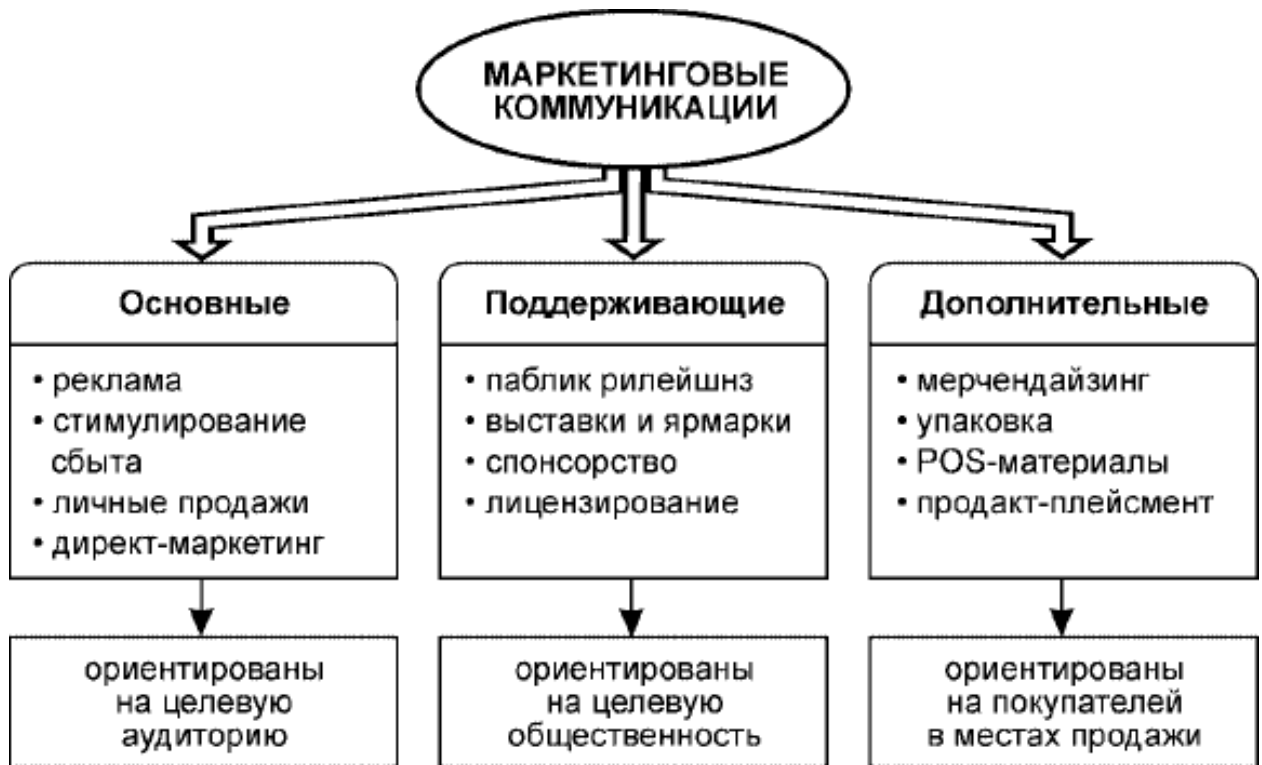 МАРКЕТИНГОВЫЕ
КОММУНИКАЦИИ
Основные
• реклама
• стимулирование
сбыта
• личные продажи
• директ-маркетинг
ориентированы
на целевую
аудиторию
Поддерживающие
• паблик рилейшнз
• выставки и ярмарки
• спонсорство
• лицензирование
ориентированы
на целевую
общественность
Дополнительные
• мерчендайзинг
• упаковка
• POS-материалы
• продакт-плейсмент
ориентированы
на покупателей
в местах продажи